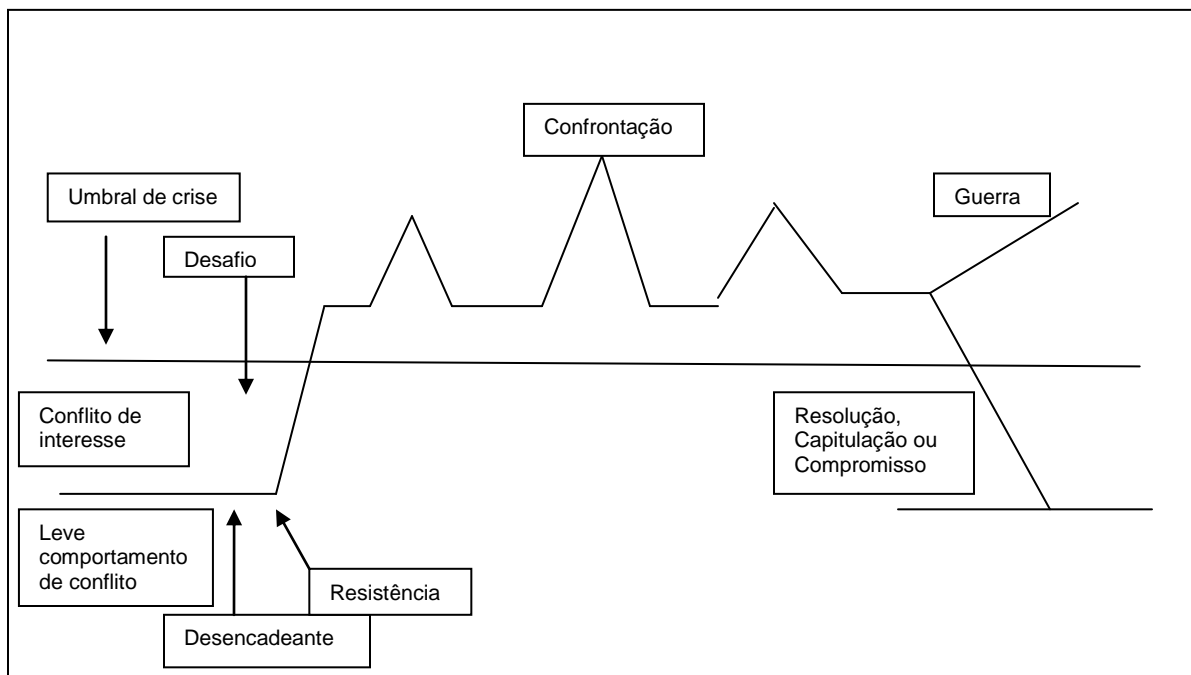 Confrontação
Umbral de crise
Guerra
Desafio
Conflito de
interesse
Resolução,
Capitulação ou
Compromisso
Leve
comportamento
de conflito
Resistência
Desencadeante